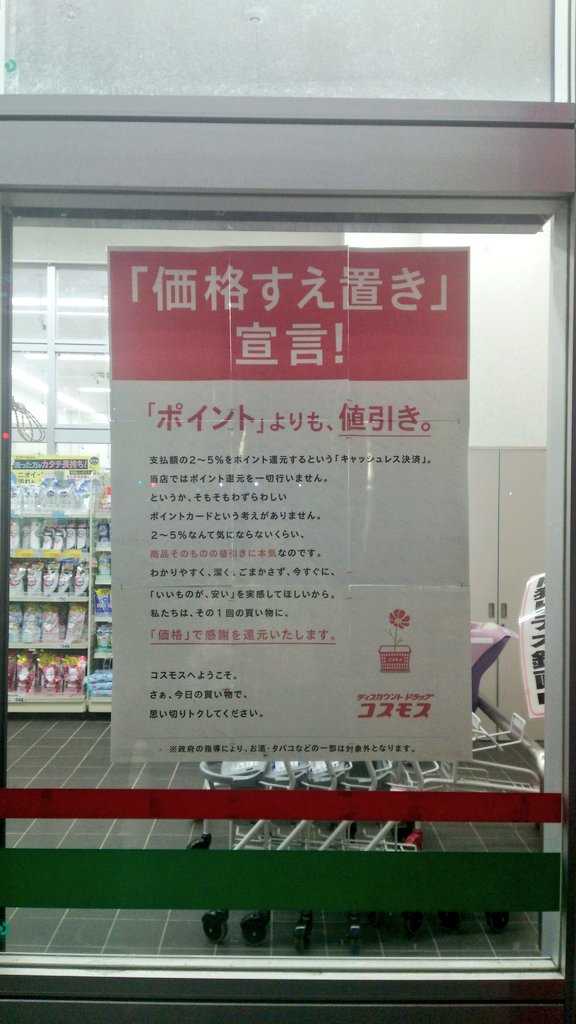 「価格すえ置き」
宣言!
「ポイント」よりも、値引き。
支払額の2〜5%をポイント還元するという「キャッシュレス決済」。
当店ではポイント還元を一切行いません。
というか、そもそもわずらわしい
ポイントカードという考えがありません。
2〜5%なんて気にならないくらい、
商品そのものの値引きに本気なのです。
わかりやすく、潔く、ごまかさず、今すぐに、
「いいものが、安い」を実感してほしいから。
私たちは、その1回の買い物に、
「価格」で感謝を還元いたします。
コスモスへようこそ。
さぁ、今日の買い物で、
思い切りトクしてください。
ディスカウント ドラッグ
コスモス
※政府の指導により、お酒・タバコなどの一部は対象外となります。
カタチ長持ち!